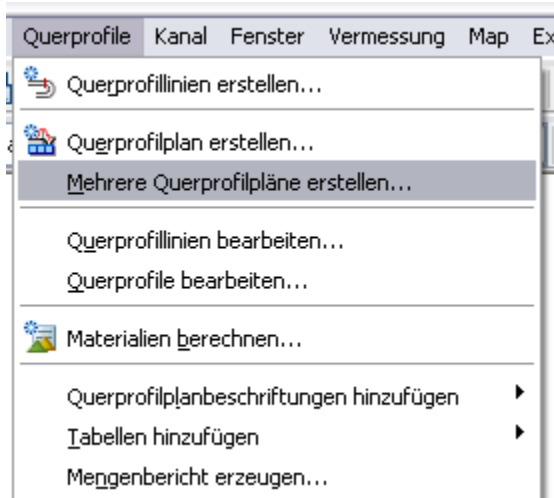 Querprofile Kanal Fenster Vermessung Map Ex
Querprofillinien erstellen...
Querprofilplan erstellen...
Mehrere Querprofilpläne erstellen...
Querprofillinien bearbeiten...
Querprofile bearbeiten...
Materialien berechnen...
Querprofilplanbeschriftungen hinzufügen
Tabellen hinzufügen
Mengenbericht erzeugen...